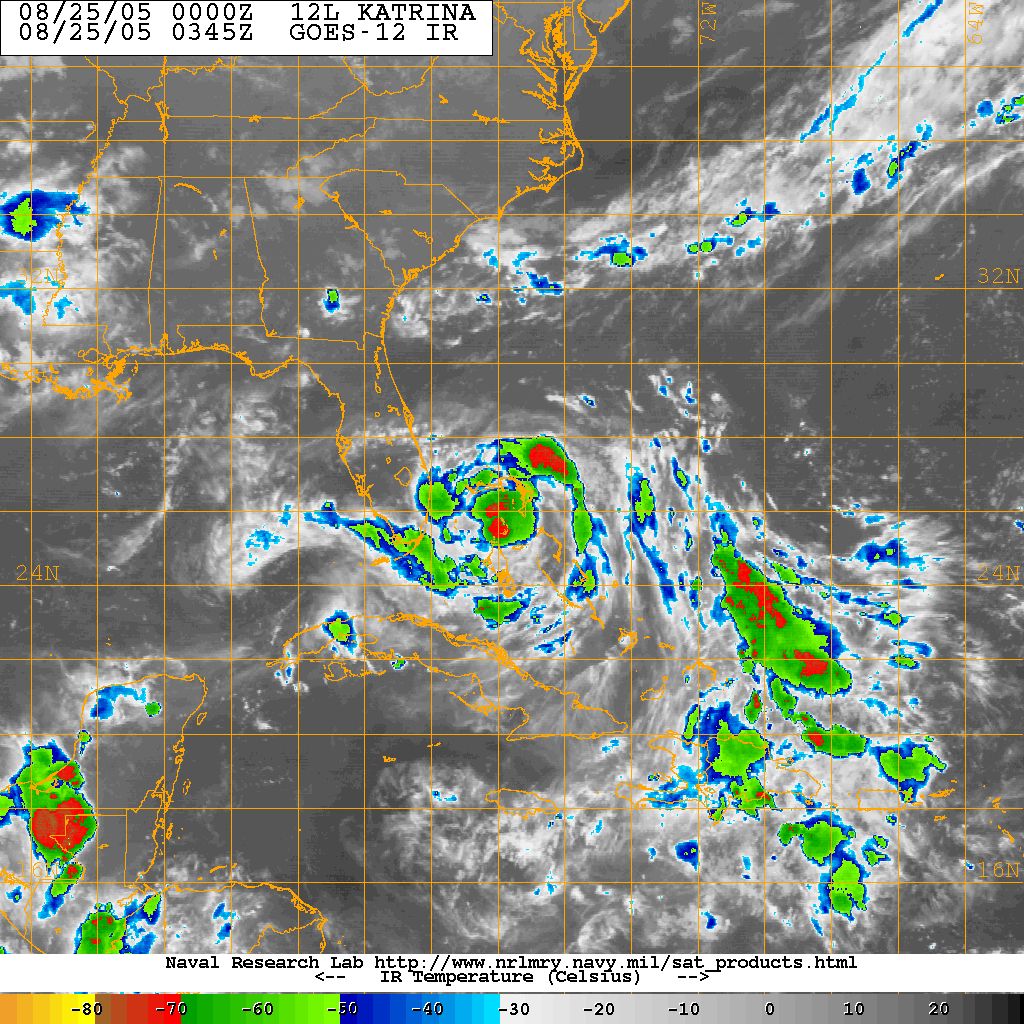 08/25/05 0000Z 12L KATRINA
08/25/05 0345Z GOES-12 IR
72W
64W
32N
32N
24N
24N
16N
16N
Naval Research Lab http://www.nrlmry.navy.mil/sat_products.html
<-- IR Temperature (Celsius) -->
-80 -70 -60 -50 -40 -30 -20 -10 0 10 20